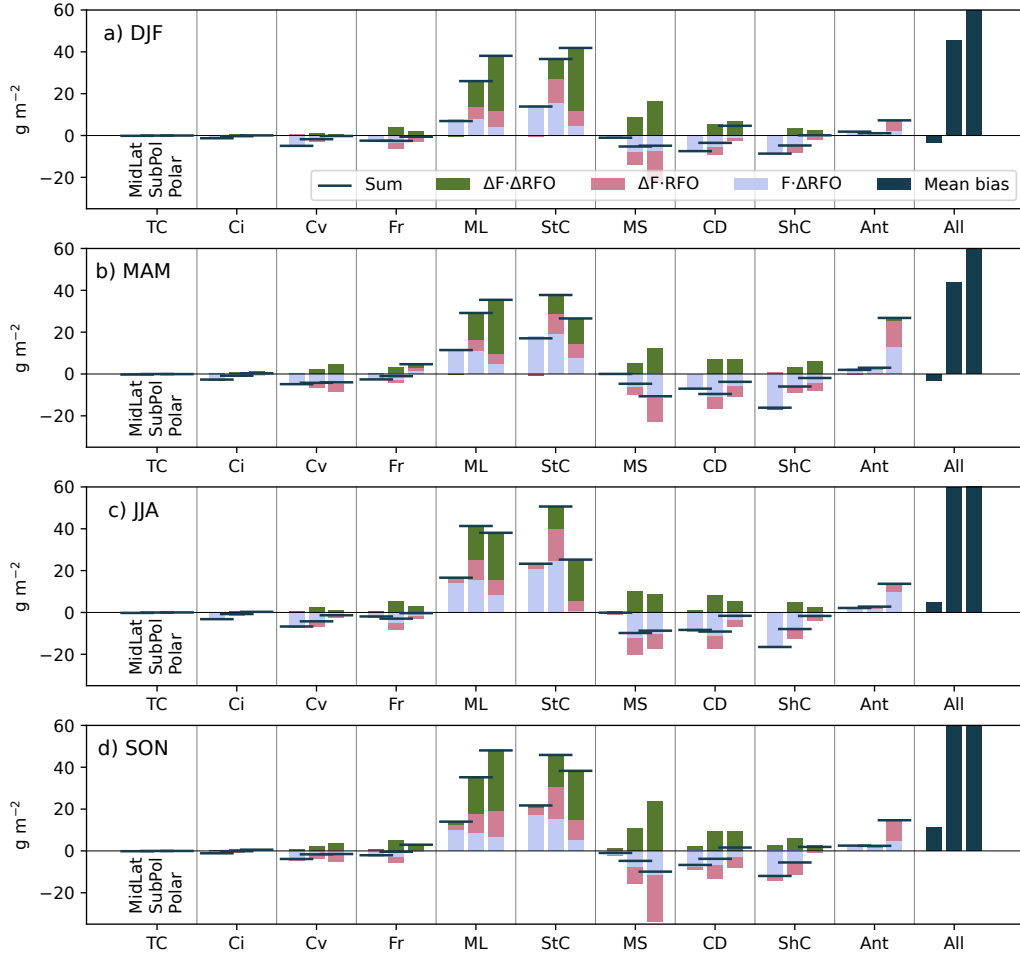 a) DJF
60
40
20
0
−20
g m⁻²
MidLat
SubPol
Polar
Sum ΔF·ΔRFO ΔF·RFO F·ΔRFO Mean bias
TC Ci Cv Fr ML StC MS CD ShC Ant All
b) MAM
60
40
20
0
−20
g m⁻²
MidLat
SubPol
Polar
TC Ci Cv Fr ML StC MS CD ShC Ant All
c) JJA
60
40
20
0
−20
g m⁻²
MidLat
SubPol
Polar
TC Ci Cv Fr ML StC MS CD ShC Ant All
d) SON
60
40
20
0
−20
g m⁻²
MidLat
SubPol
Polar
TC Ci Cv Fr ML StC MS CD ShC Ant All